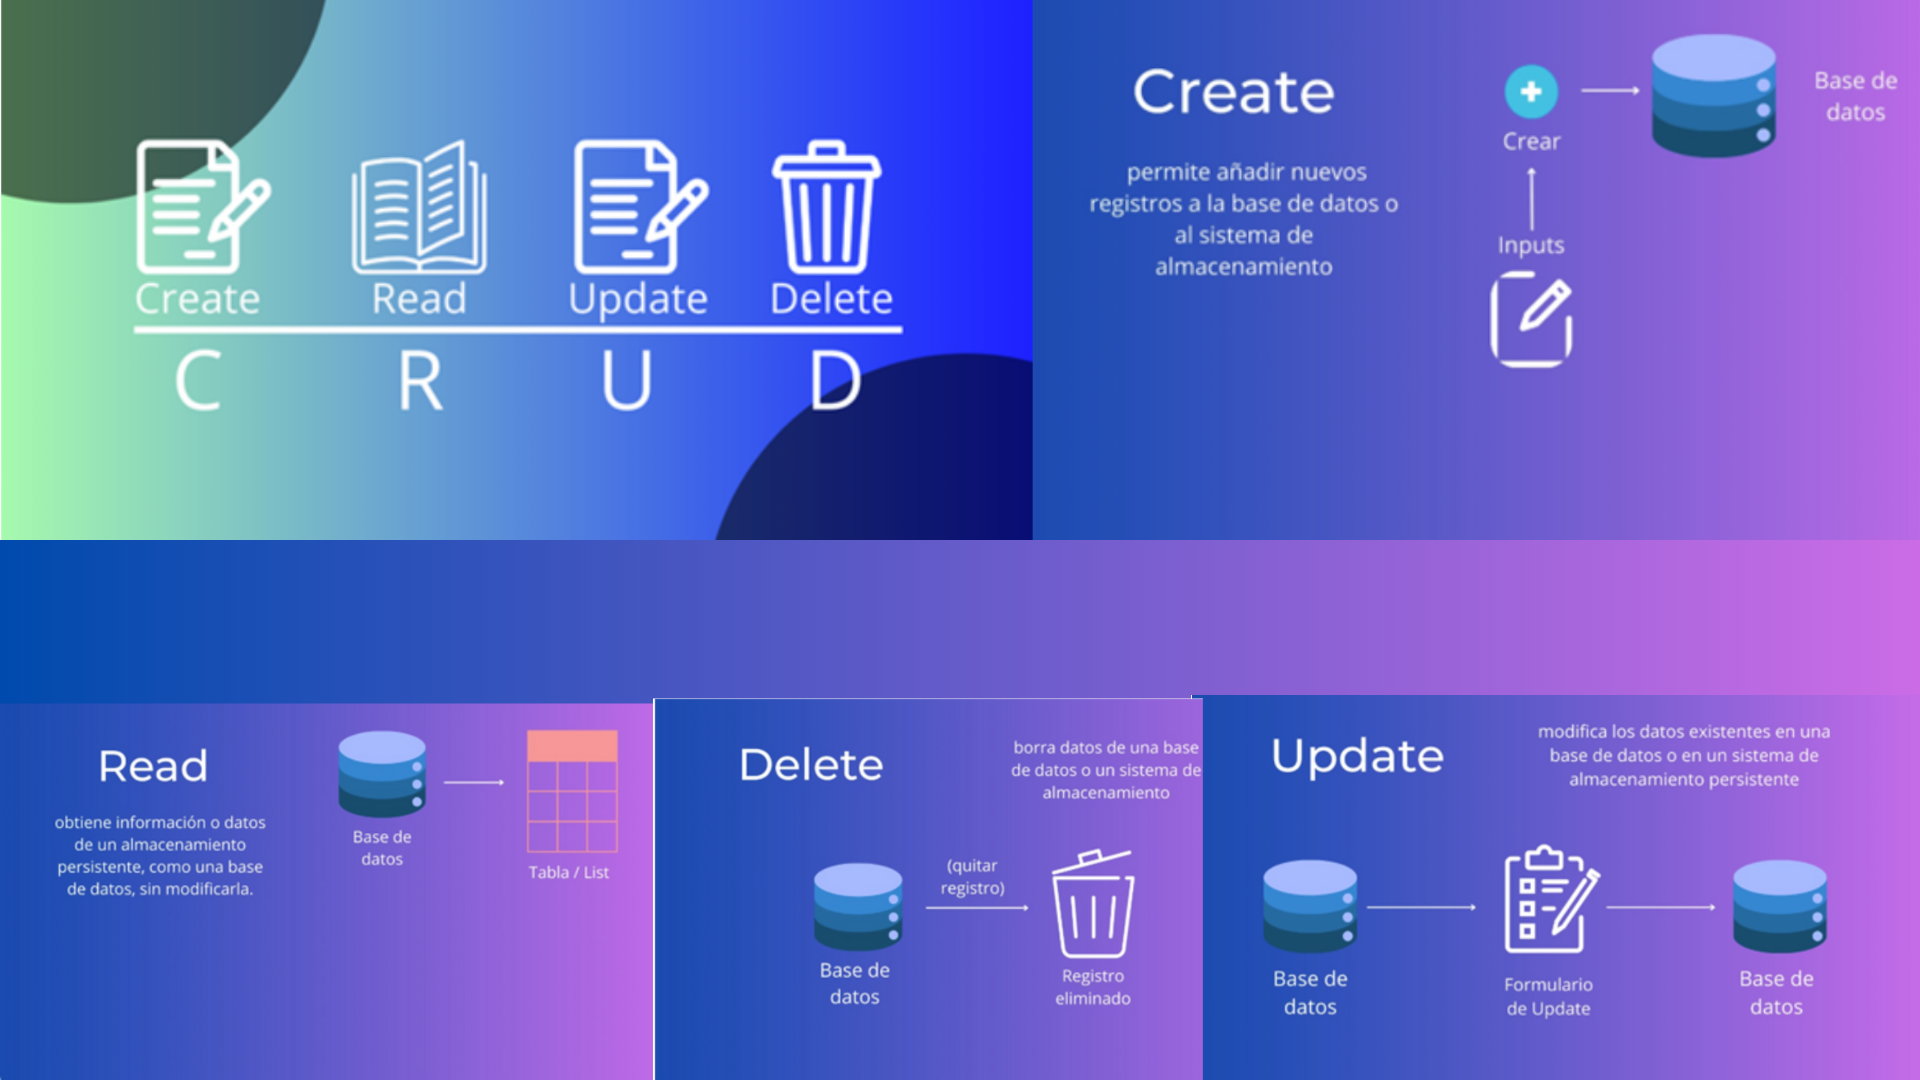 Create
Read
Update
Delete
C
R
U
D
Create
permite añadir nuevos
registros a la base de datos o
al sistema de
almacenamiento
Crear
Base de
datos
Inputs
Read
obtiene información o datos
de un almacenamiento
persistente, como una base
de datos, sin modificarla.
Base de
datos
Tabla / List
Delete
borra datos de una base
de datos o un sistema de
almacenamiento
(quitar
registro)
Base de
datos
Registro
eliminado
Update
modifica los datos existentes en una
base de datos o en un sistema de
almacenamiento persistente
Base de
datos
Formulario
de Update
Base de
datos